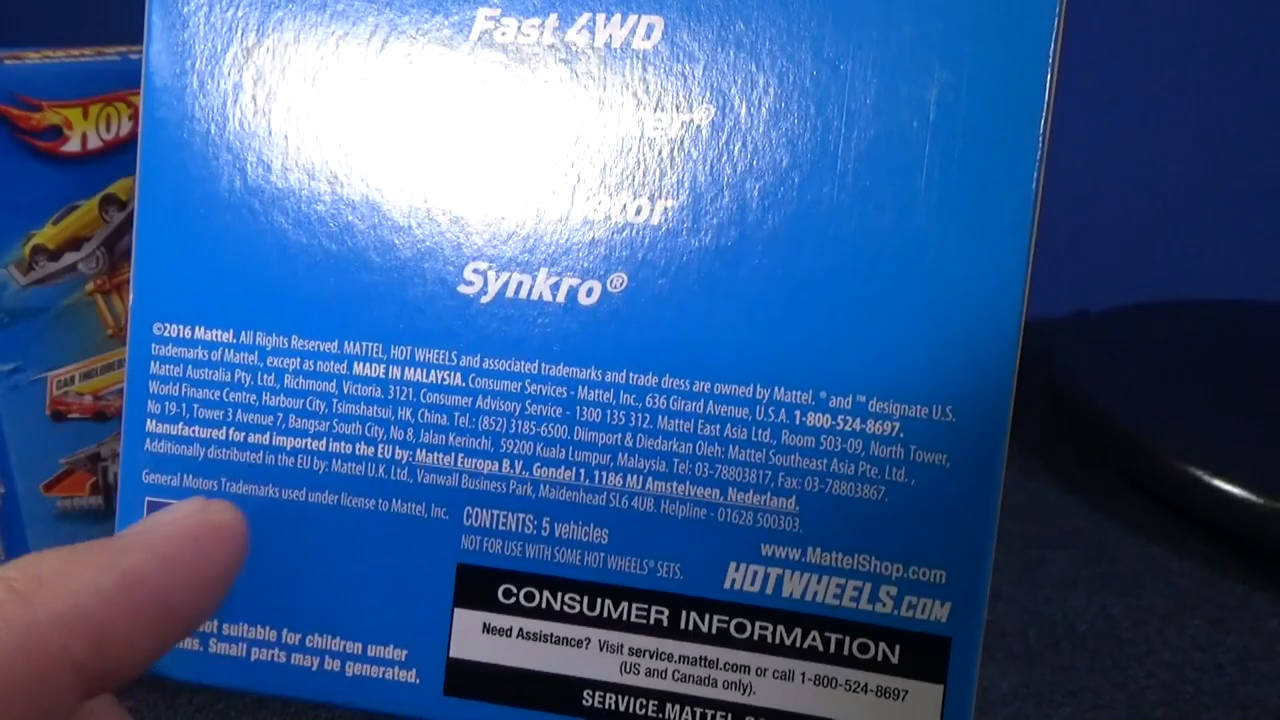 Fast 4WD
HOT
Synkro®
CAR INCLUDED
©2016 Mattel. All Rights Reserved. MATTEL, HOT WHEELS and associated trademarks and trade dress are owned by Mattel. ® and ™ designate U.S.
trademarks of Mattel., except as noted. MADE IN MALAYSIA. Consumer Services - Mattel, Inc., 636 Girard Avenue, U.S.A. 1-800-524-8697.
Mattel Australia Pty. Ltd., Richmond, Victoria. 3121. Consumer Advisory Service - 1300 135 312. Mattel East Asia Ltd., Room 503-09, North Tower,
World Finance Centre, Harbour City, Tsimshatsui, HK, China. Tel.: (852) 3185-6500. Diimport & Diedarkan Oleh: Mattel Southeast Asia Pte. Ltd.,
No 19-1, Tower 3 Avenue 7, Bangsar South City, No 8, Jalan Kerinchi, 59200 Kuala Lumpur, Malaysia. Tel: 03-78803817, Fax: 03-78803867.
Manufactured for and imported into the EU by: Mattel Europa B.V., Gondel 1, 1186 MJ Amstelveen, Nederland.
Additionally distributed in the EU by: Mattel U.K. Ltd., Vanwall Business Park, Maidenhead SL6 4UB. Helpline - 01628 500303.
General Motors Trademarks used under license to Mattel, Inc.
CONTENTS: 5 vehicles
NOT FOR USE WITH SOME HOT WHEELS® SETS.
www.MattelShop.com
HOTWHEELS.COM
not suitable for children under
Small parts may be generated.
CONSUMER INFORMATION
Need Assistance? Visit service.mattel.com or call 1-800-524-8697
(US and Canada only).
SERVICE.MATTEL